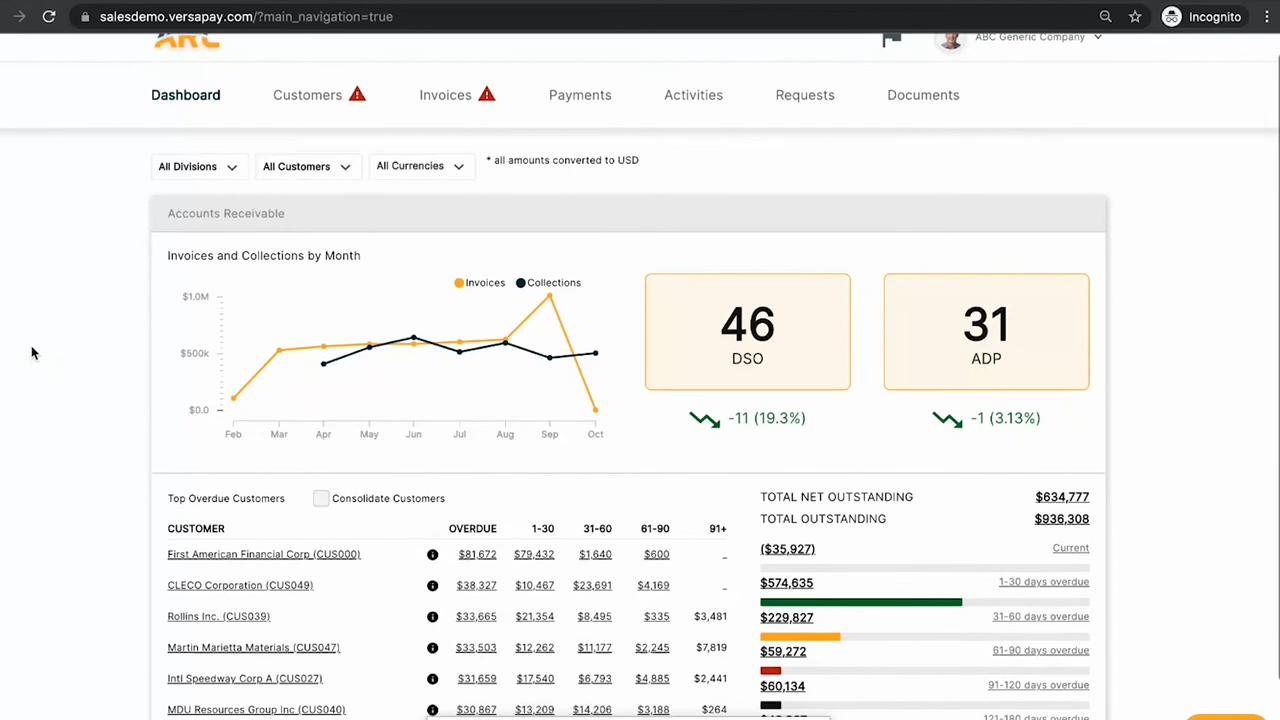 salesdemo.versapay.com/?main_navigation=true
Incognito
ARC
ABC Generic Company
Dashboard Customers Invoices Payments Activities Requests Documents
All Divisions All Customers All Currencies * all amounts converted to USD
Accounts Receivable
Invoices and Collections by Month
Invoices Collections
$1.0M
$500k
$0.0
Feb Mar Apr May Jun Jul Aug Sep Oct
46
DSO
-11 (19.3%)
31
ADP
-1 (3.13%)
Top Overdue Customers Consolidate Customers
CUSTOMER OVERDUE 1-30 31-60 61-90 91+
First American Financial Corp (CUS000) $81,672 $79,432 $1,640 $600 _
CLECO Corporation (CUS049) $38,327 $10,467 $23,691 $4,169 _
Rollins Inc. (CUS039) $33,665 $21,354 $8,495 $335 $3,481
Martin Marietta Materials (CUS047) $33,503 $12,262 $11,177 $2,245 $7,819
Intl Speedway Corp A (CUS027) $31,659 $17,540 $6,793 $4,885 $2,441
MDU Resources Group Inc (CUS040) $30,867 $13,209 $14,206 $3,188 $264
TOTAL NET OUTSTANDING $634,777
TOTAL OUTSTANDING $936,308
($35,927) Current
$574,635 1-30 days overdue
$229,827 31-60 days overdue
$59,272 61-90 days overdue
$60,134 91-120 days overdue
121-180 days overdue